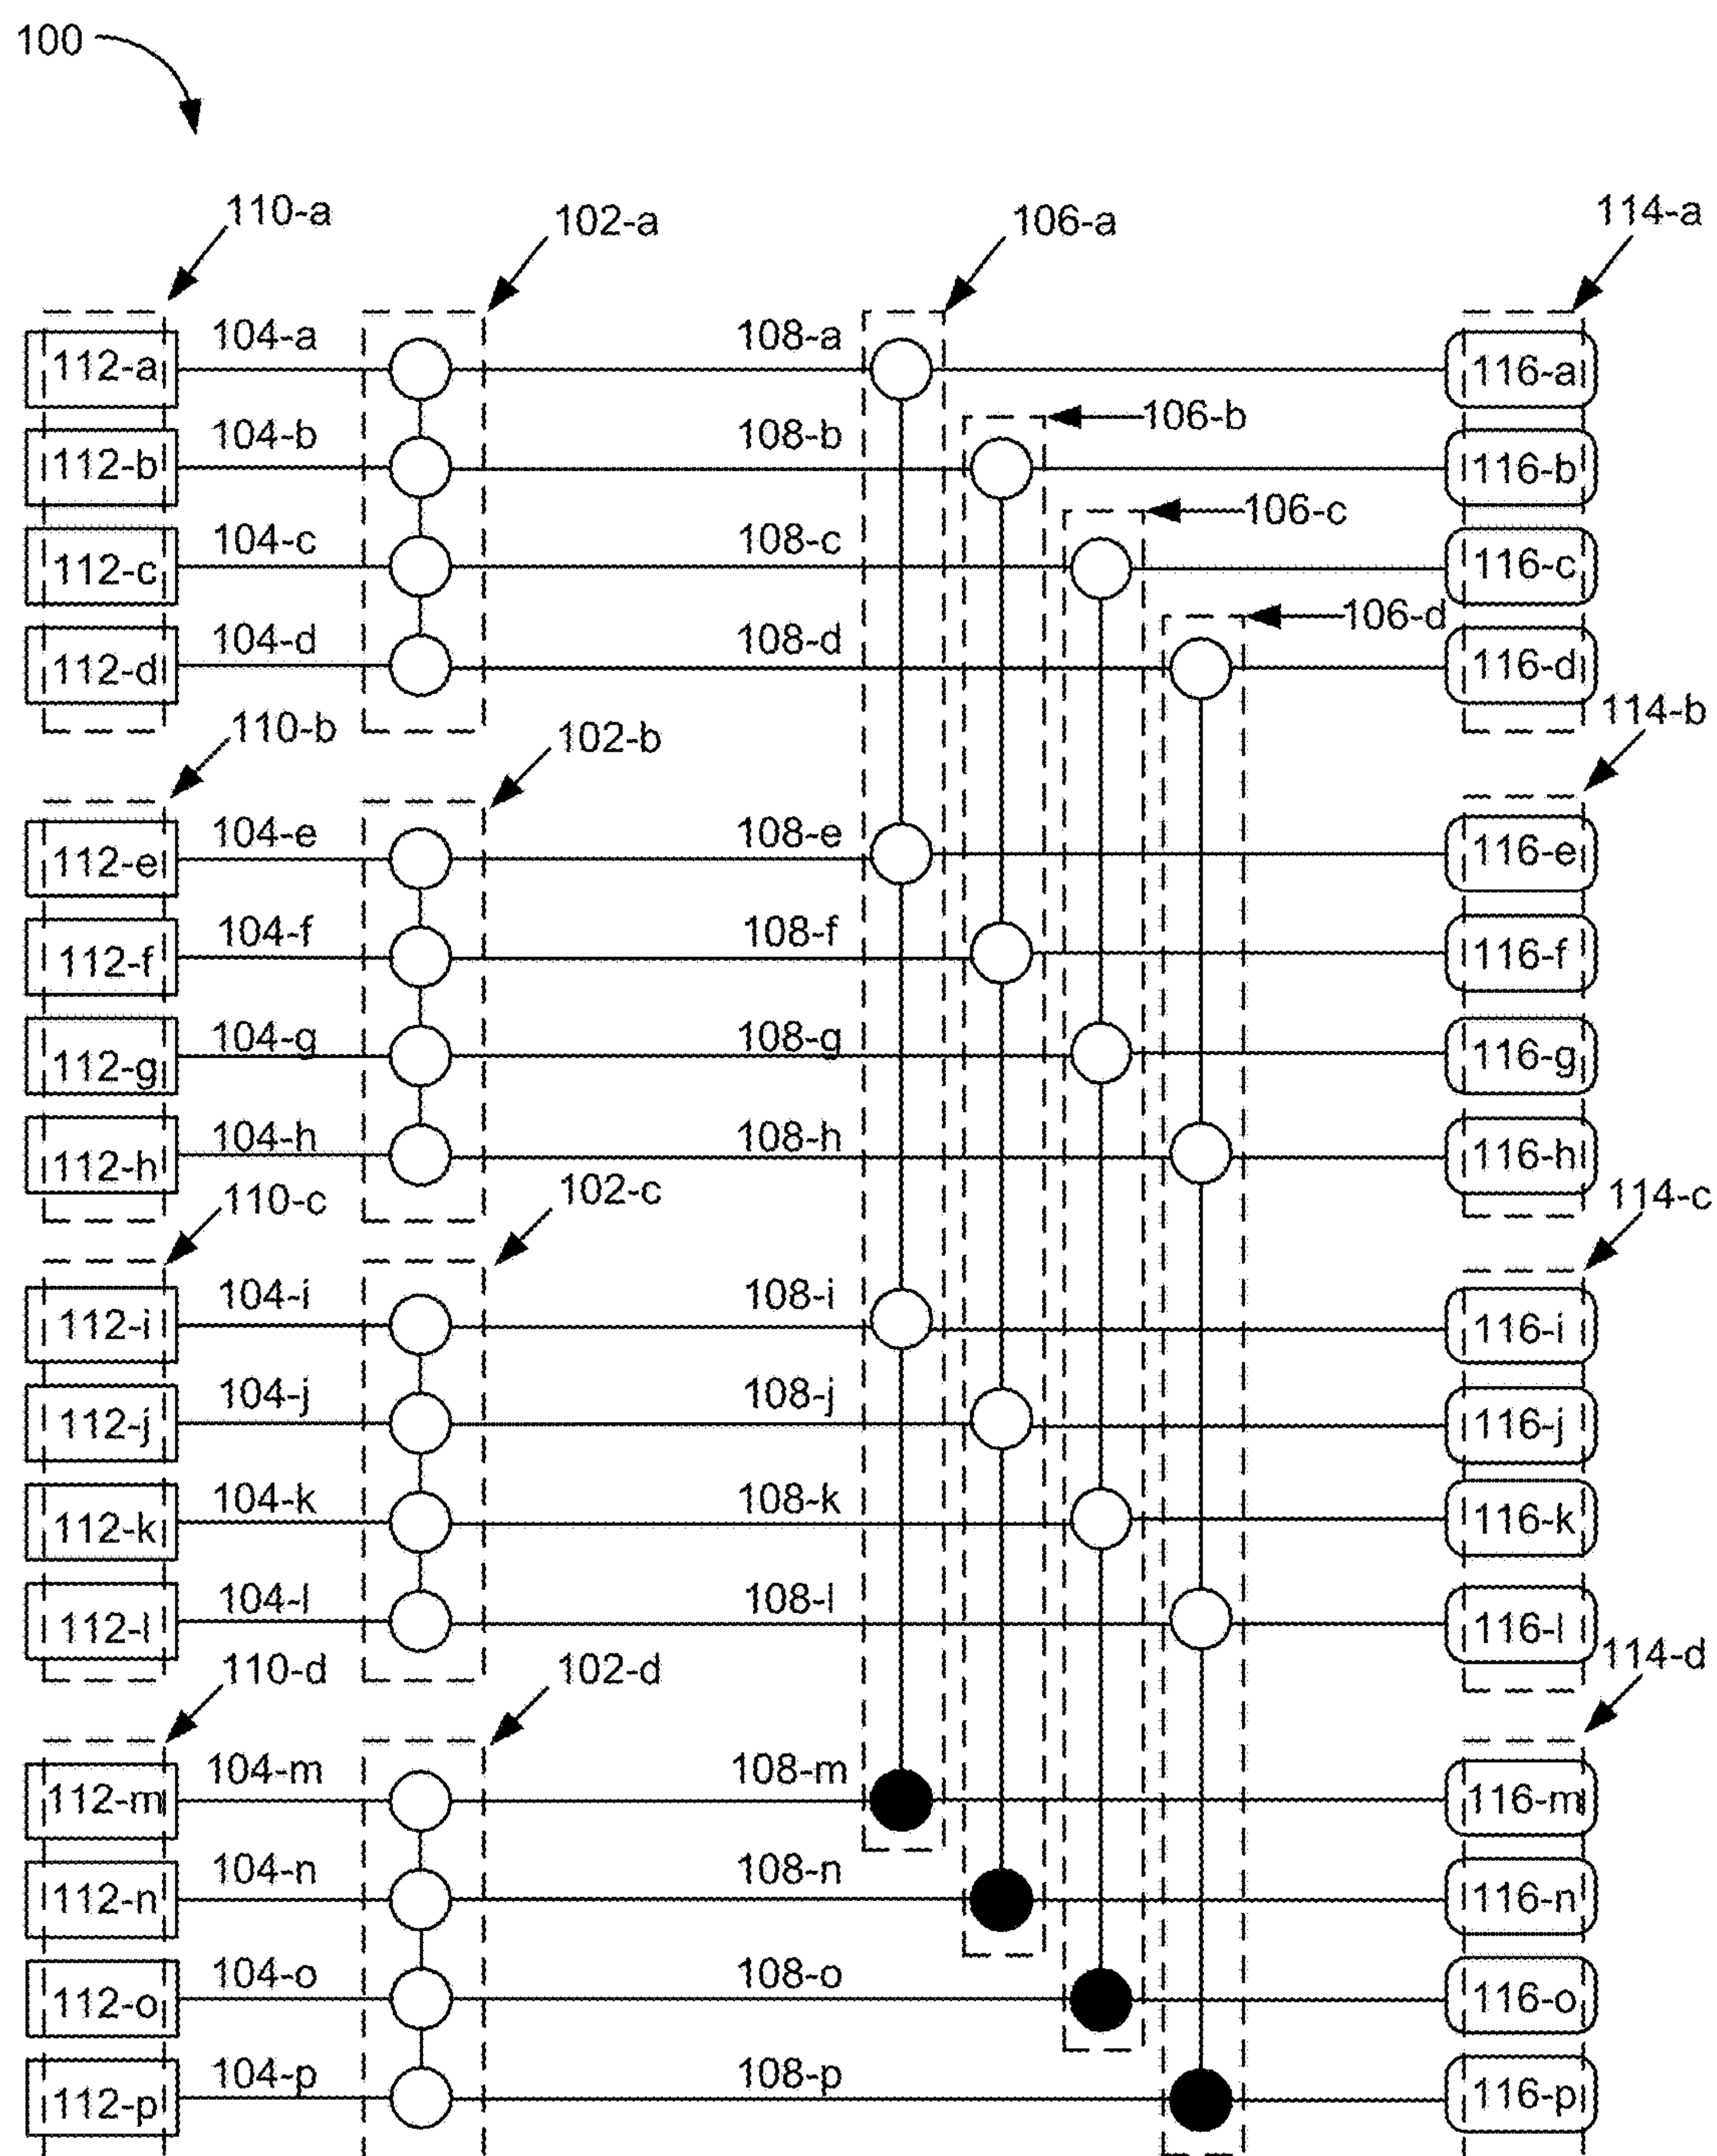 100
110-a 102-a 106-a 114-a
112-a 104-a 108-a 116-a
106-b
112-b 104-b 108-b 116-b
106-c
112-c 104-c 108-c 116-c
106-d
112-d 104-d 108-d 116-d
110-b 102-b 114-b
112-e 104-e 108-e 116-e
112-f 104-f 108-f 116-f
112-g 104-g 108-g 116-g
112-h 104-h 108-h 116-h
110-c 102-c 114-c
112-i 104-i 108-i 116-i
112-j 104-j 108-j 116-j
112-k 104-k 108-k 116-k
112-l 104-l 108-l 116-l
110-d 102-d 114-d
112-m 104-m 108-m 116-m
112-n 104-n 108-n 116-n
112-o 104-o 108-o 116-o
112-p 104-p 108-p 116-p